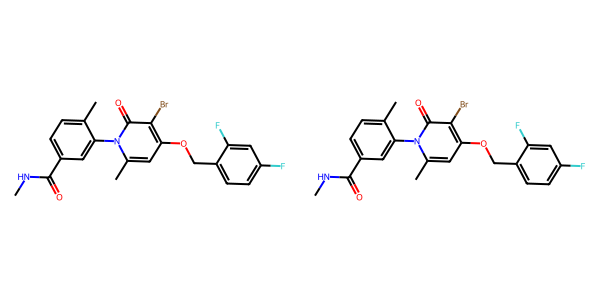 O Br O Br
F F
N O N O
F F
HN HN
O O